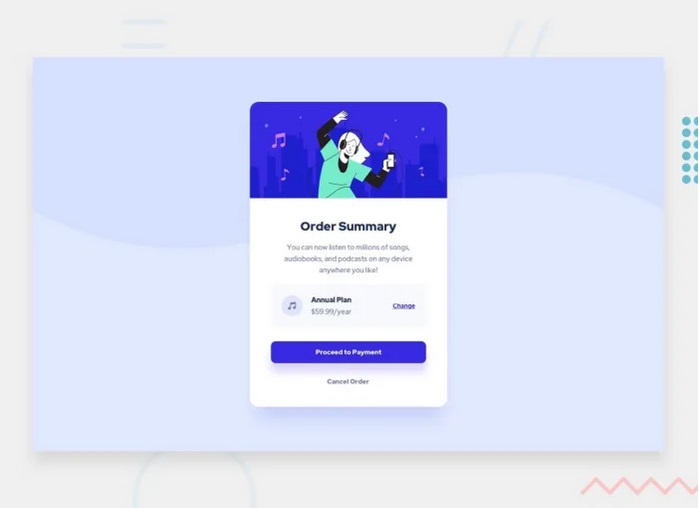 Order Summary
You can now listen to millions of songs,
audiobooks, and podcasts on any device
anywhere you like!
Annual Plan
$59.99/year
Change
Proceed to Payment
Cancel Order